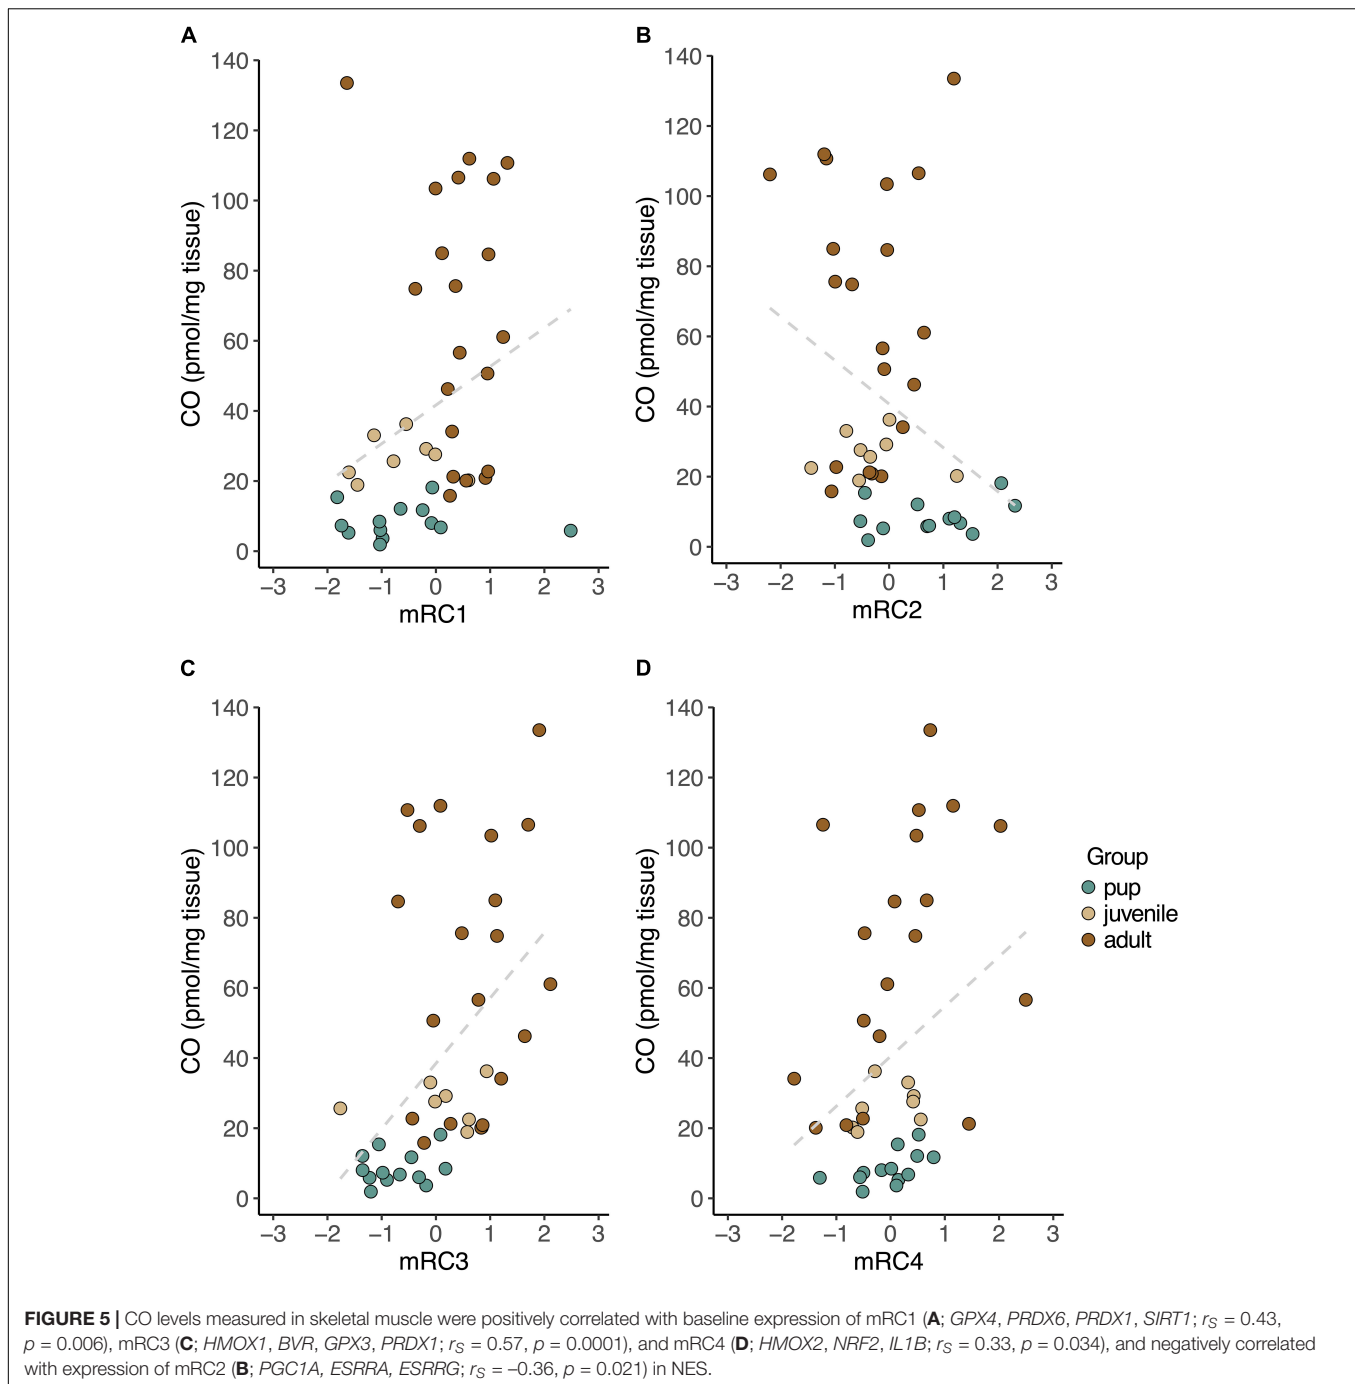 A
140
120
100
80
60
40
20
0
CO (pmol/mg tissue)
−3 −2 −1 0 1 2 3
mRC1
B
140
120
100
80
60
40
20
0
CO (pmol/mg tissue)
−3 −2 −1 0 1 2 3
mRC2
C
140
120
100
80
60
40
20
0
CO (pmol/mg tissue)
−3 −2 −1 0 1 2 3
mRC3
D
140
120
100
80
60
40
20
0
CO (pmol/mg tissue)
−3 −2 −1 0 1 2 3
mRC4
Group
pup
juvenile
adult
FIGURE 5 | CO levels measured in skeletal muscle were positively correlated with baseline expression of mRC1 (A; GPX4, PRDX6, PRDX1, SIRT1; rS = 0.43,
p = 0.006), mRC3 (C; HMOX1, BVR, GPX3, PRDX1; rS = 0.57, p = 0.0001), and mRC4 (D; HMOX2, NRF2, IL1B; rS = 0.33, p = 0.034), and negatively correlated
with expression of mRC2 (B; PGC1A, ESRRA, ESRRG; rS = –0.36, p = 0.021) in NES.